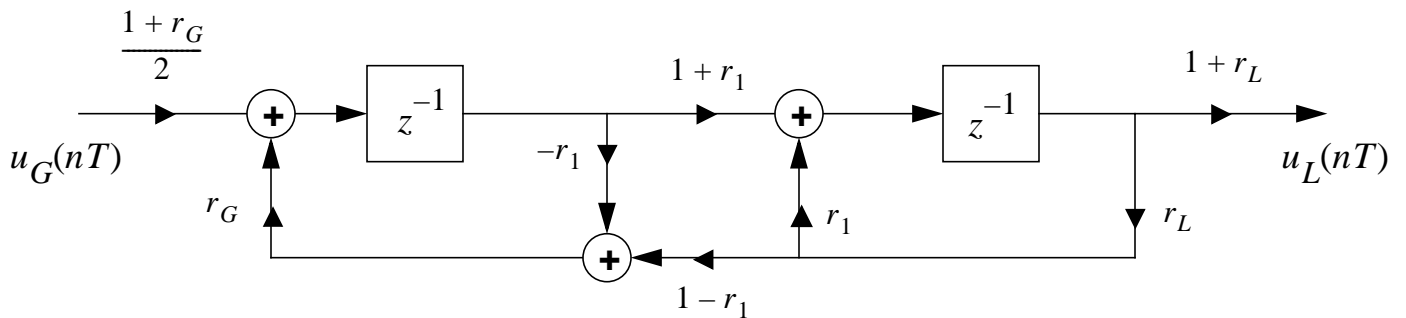 1 + r_G
2
1 + r_1
1 + r_L
+
z^{-1}
+
z^{-1}
u_G(nT)
–r_1
u_L(nT)
r_G
r_1
r_L
+
1 – r_1